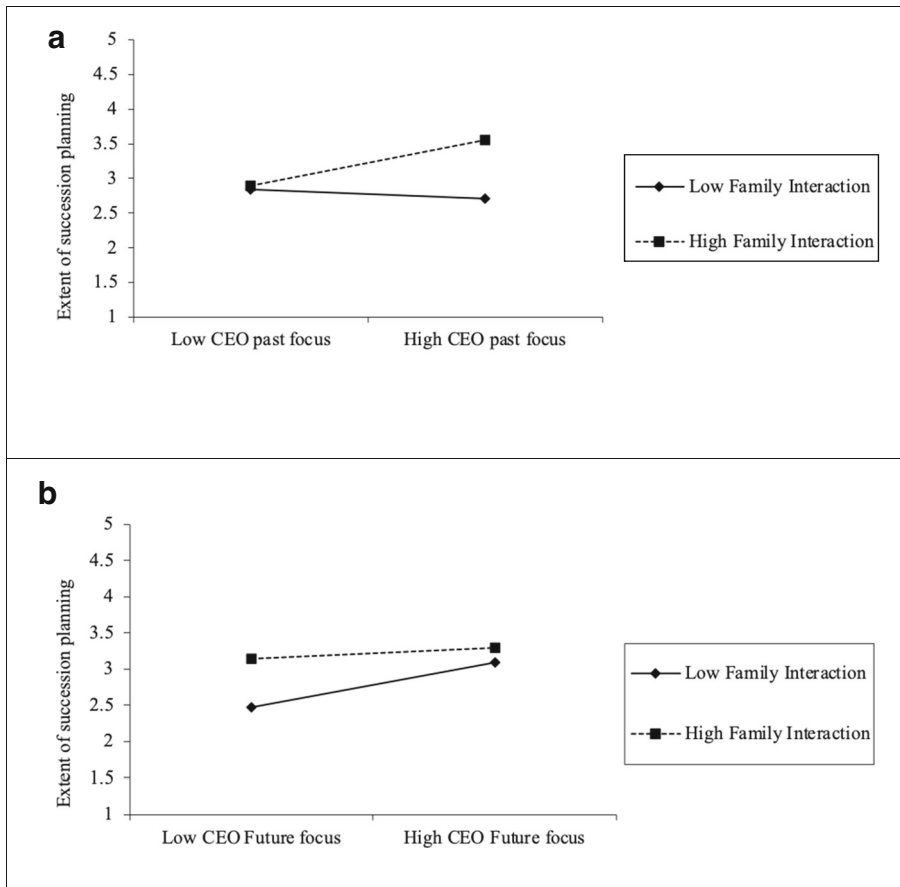 a
Extent of succession planning
5
4.5
4
3.5
3
2.5
2
1.5
1
Low CEO past focus
High CEO past focus
Low Family Interaction
High Family Interaction
b
Extent of succession planning
5
4.5
4
3.5
3
2.5
2
1.5
1
Low CEO Future focus
High CEO Future focus
Low Family Interaction
High Family Interaction